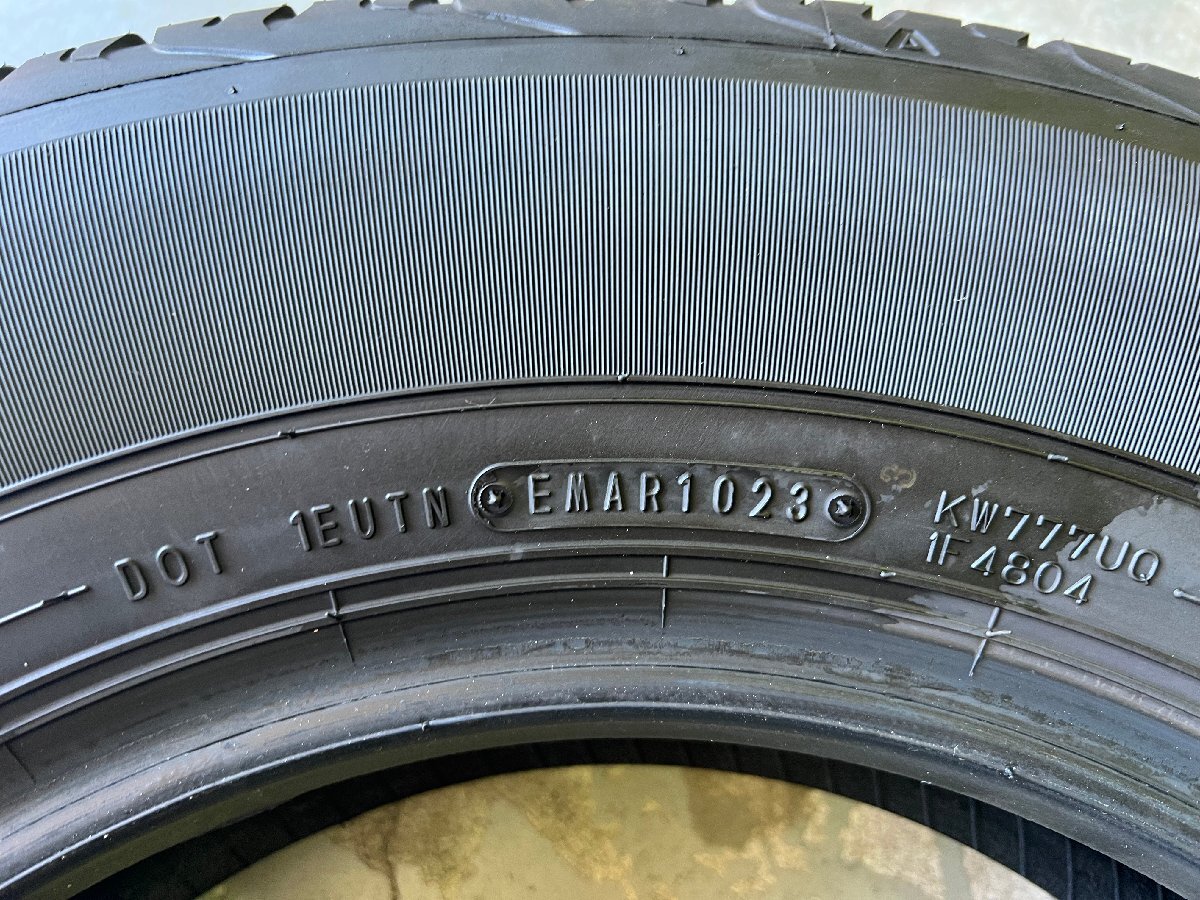 A
DOT 1EUTN EMAR1023
KW777UQ
1F4804